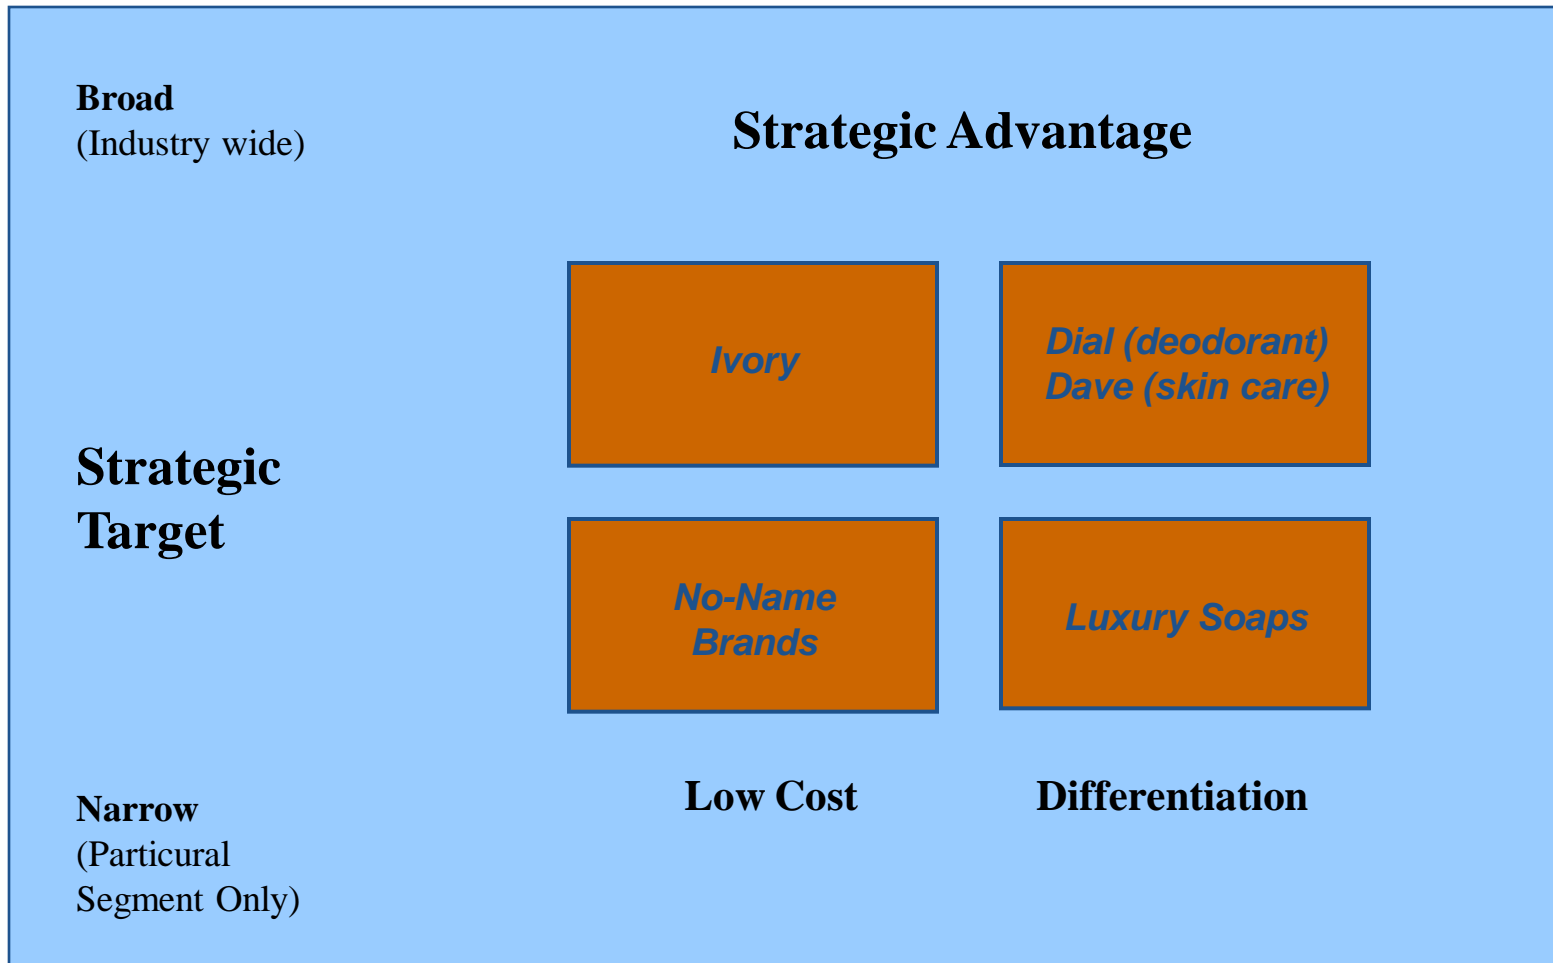 Broad
(Industry wide)
Strategic Advantage
Ivory
Dial (deodorant)
Dave (skin care)
Strategic
Target
No-Name
Brands
Luxury Soaps
Low Cost
Differentiation
Narrow
(Particural
Segment Only)